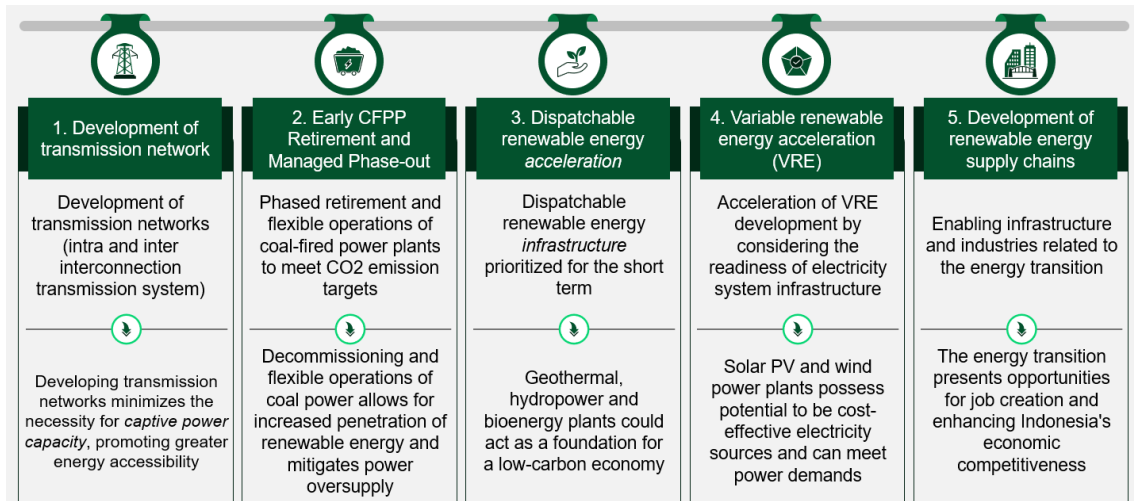 1. Development of
transmission network
Development of
transmission networks
(intra and inter
interconnection
transmission system)
Developing transmission
networks minimizes the
necessity for captive power
capacity, promoting greater
energy accessibility
2. Early CFPP
Retirement and
Managed Phase-out
Phased retirement and
flexible operations of
coal-fired power plants
to meet CO2 emission
targets
Decommissioning and
flexible operations of
coal power allows for
increased penetration of
renewable energy and
mitigates power
oversupply
3. Dispatchable
renewable energy
acceleration
Dispatchable
renewable energy
infrastructure
prioritized for the short
term
Geothermal,
hydropower and
bioenergy plants could
act as a foundation for
a low-carbon economy
4. Variable renewable
energy acceleration
(VRE)
Acceleration of VRE
development by
considering the
readiness of electricity
system infrastructure
Solar PV and wind
power plants possess
potential to be cost-
effective electricity
sources and can meet
power demands
5. Development of
renewable energy
supply chains
Enabling infrastructure
and industries related to
the energy transition
The energy transition
presents opportunities
for job creation and
enhancing Indonesia's
economic
competitiveness